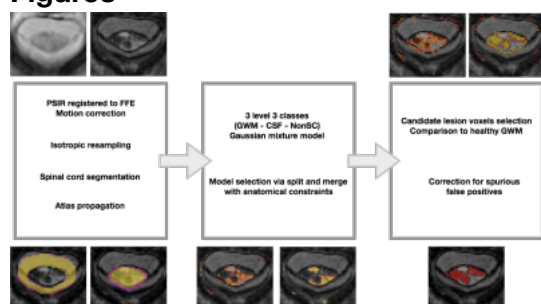 Figures
PSIR registered to FFE
Motion correction
Isotropic resampling
Spinal cord segmentation
Atlas propagation
3 level 3 classes
(GWM - CSF - NonSC)
Gaussian mixture model
Model selection via split and merge
with anatomical constraints
Candidate lesion voxels selection
Comparison to healthy GWM
Correction for spurious
false positives